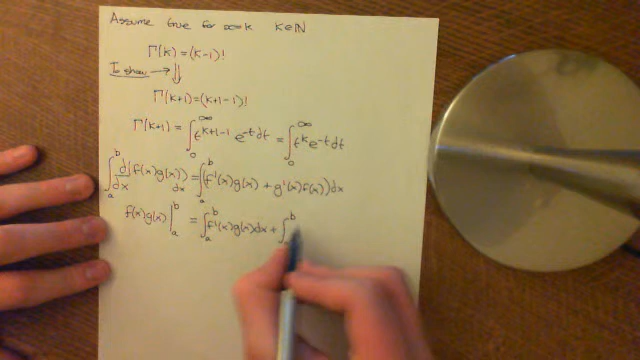 Assume true for x=k k∈ℕ
Γ(k) = (k-1)!
To show → ⇓
Γ(k+1) = (k+1-1)!
Γ(k+1) = ∫₀^∞ t^{k+1-1} e^{-t} dt = ∫₀^∞ t^k e^{-t} dt
∫ₐᵇ d/dx (f(x)g(x)) dx = ∫ₐᵇ (f'(x)g(x) + g'(x)f(x)) dx
f(x)g(x) |ₐᵇ = ∫ₐᵇ f'(x)g(x)dx + ∫ₐᵇ